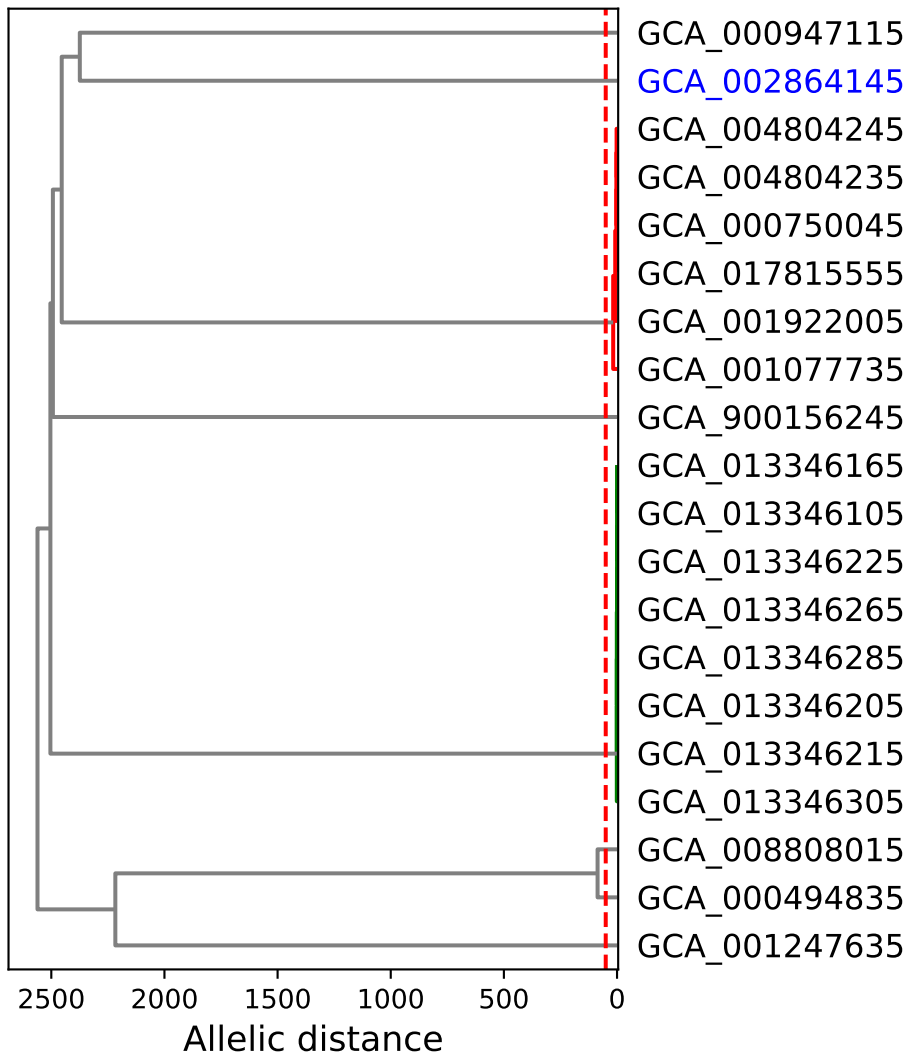 GCA_000947115
GCA_002864145
GCA_004804245
GCA_004804235
GCA_000750045
GCA_017815555
GCA_001922005
GCA_001077735
GCA_900156245
GCA_013346165
GCA_013346105
GCA_013346225
GCA_013346265
GCA_013346285
GCA_013346205
GCA_013346215
GCA_013346305
GCA_008808015
GCA_000494835
GCA_001247635
2500 2000 1500 1000 500 0
Allelic distance